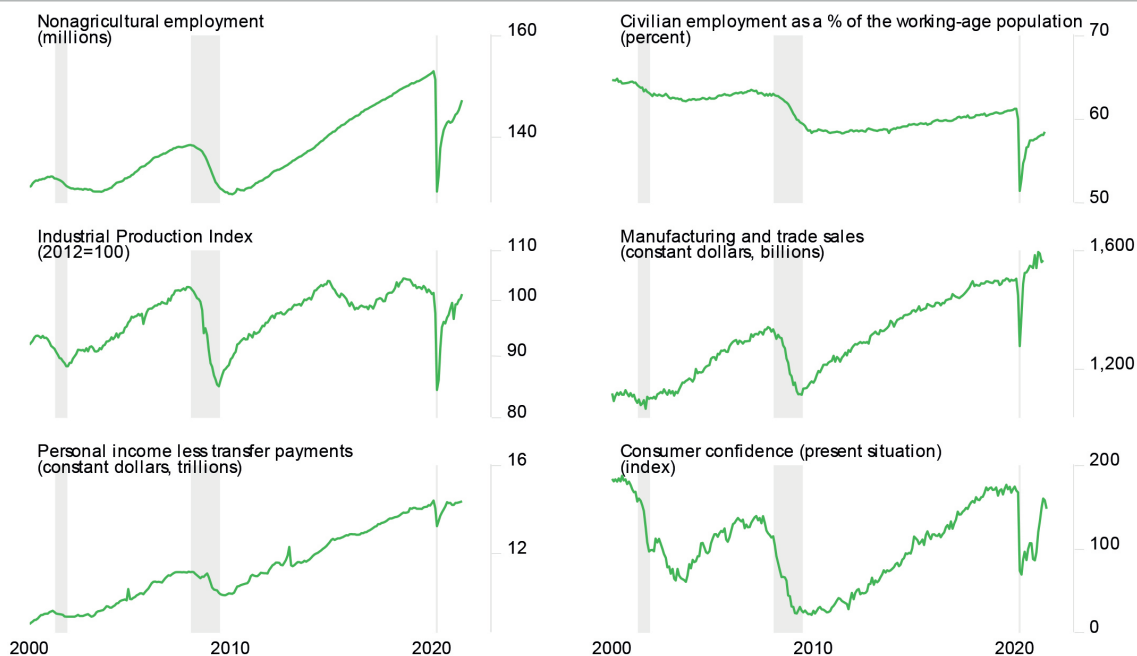 Nonagricultural employment
(millions)
160
140
Civilian employment as a % of the working-age population
(percent)
70
60
50
Industrial Production Index
(2012=100)
110
100
90
80
Manufacturing and trade sales
(constant dollars, billions)
1,600
1,200
Personal income less transfer payments
(constant dollars, trillions)
16
12
2000 2010 2020
Consumer confidence (present situation)
(index)
200
100
0
2000 2010 2020